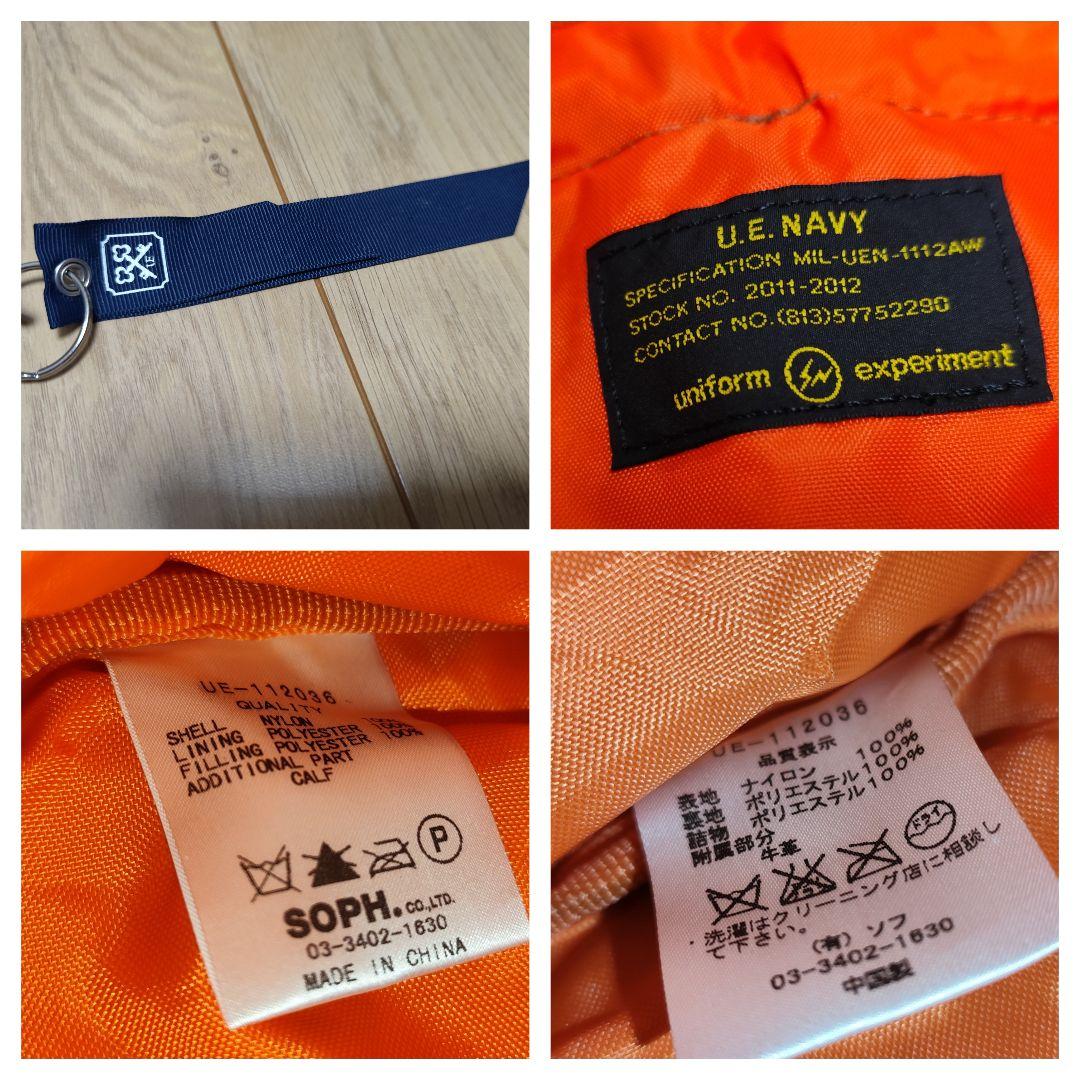 UE
U.E. NAVY
SPECIFICATION MIL-UEN-1112AW
STOCK NO. 2011-2012
CONTACT NO.(813)57752290
uniform experiment
UE-112036
QUALITY
SHELL NYLON 100%
LINING POLYESTER 100%
FILLING POLYESTER 100%
ADDITIONAL PART
CALF
P
SOPH. CO.,LTD.
03-3402-1630
MADE IN CHINA
UE-112036
品質表示
表地 ナイロン 100%
裏地 ポリエステル100%
詰物 ポリエステル100%
附属部分
牛革
ドライ
・洗濯はクリーニング店に相談し
て下さい。
(有) ソフ
03-3402-1630
中国製